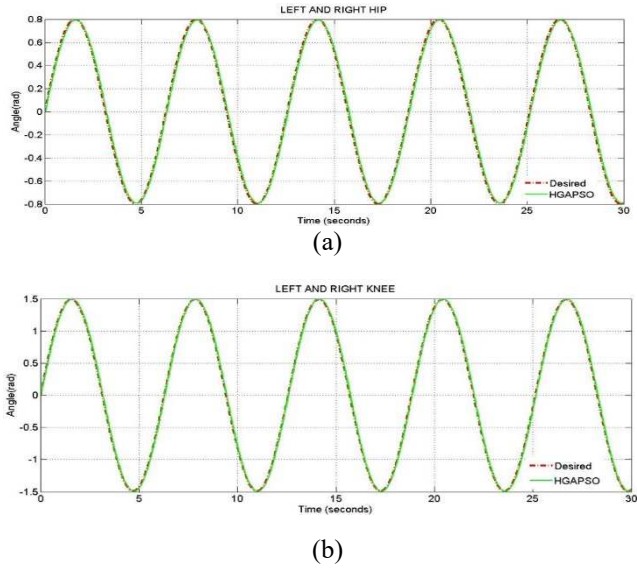 LEFT AND RIGHT HIP
0.8
0.6
0.4
0.2
0
-0.2
-0.4
-0.6
-0.8
Angle(rad)
Desired
HGAPSO
0 5 10 15 20 25 30
Time (seconds)
(a)
LEFT AND RIGHT KNEE
1.5
1
0.5
0
-0.5
-1
-1.5
Angle(rad)
Desired
HGAPSO
0 5 10 15 20 25 30
Time (seconds)
(b)